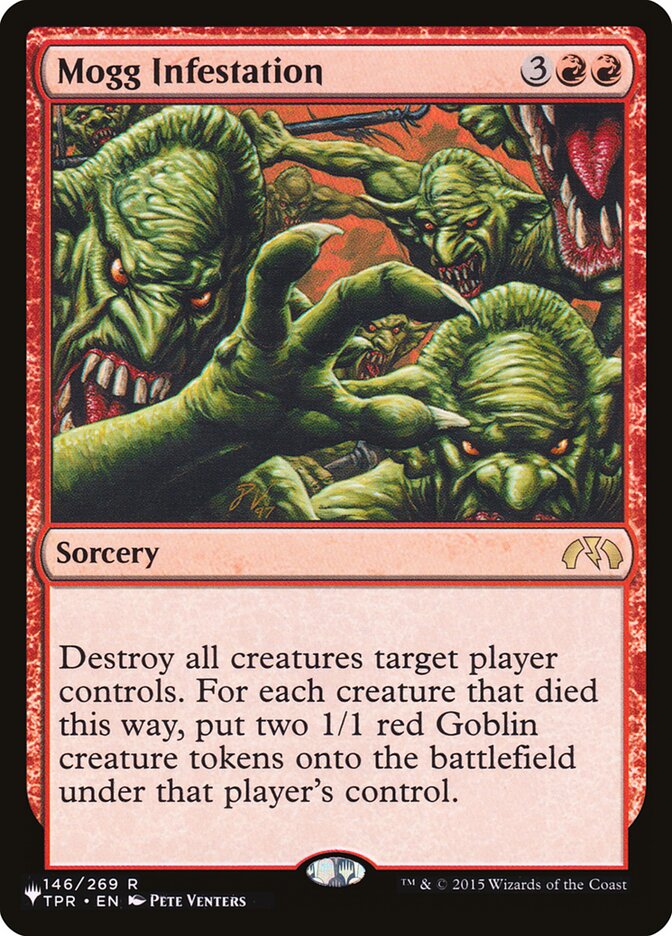 Mogg Infestation
3
Sorcery
Destroy all creatures target player
controls. For each creature that died
this way, put two 1/1 red Goblin
creature tokens onto the battlefield
under that player's control.
146/269 R
TPR • EN Pete Venters
™ & © 2015 Wizards of the Coast